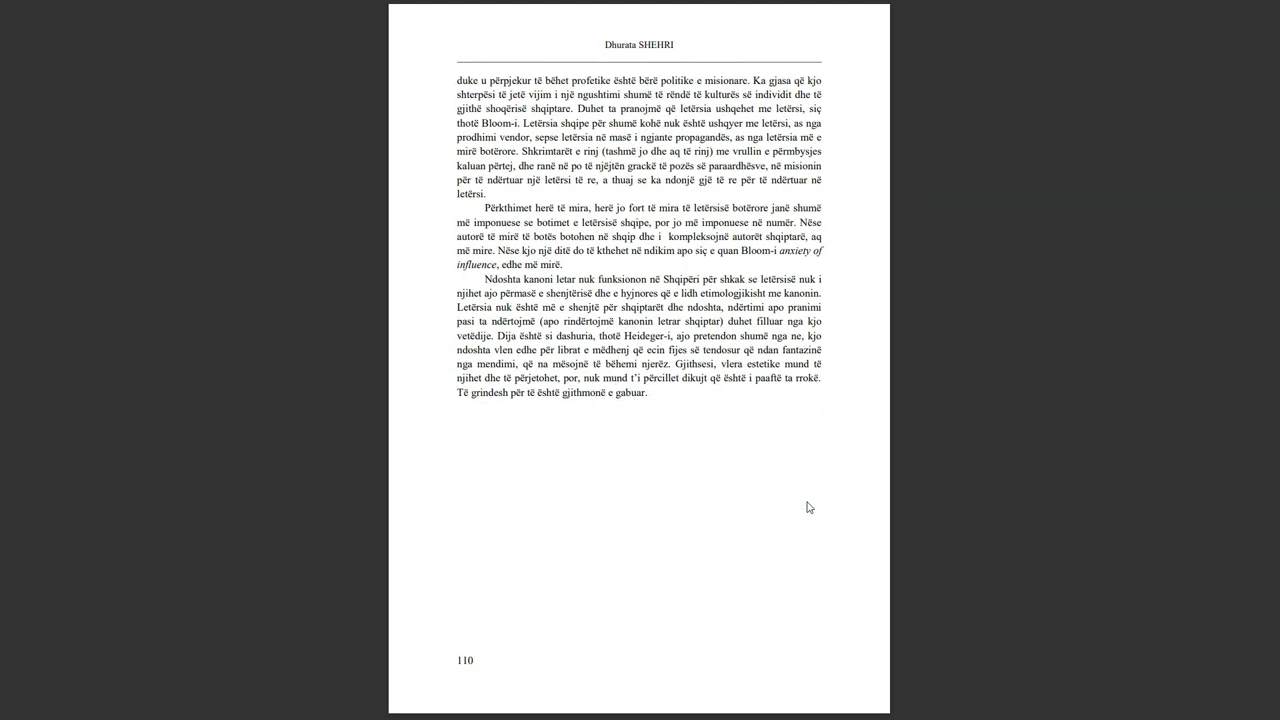 Dhurata SHEHRI
duke u përpjekur të bëhet profetike është bërë politike e misionare. Ka gjasa që kjo
shterpësi të jetë vijim i një ngushtimi shumë të rëndë të kulturës së individit dhe të
gjithë shoqërisë shqiptare. Duhet ta pranojmë që letërsia ushqehet me letërsi, siç
thotë Bloom-i. Letërsia shqipe për shumë kohë nuk është ushqyer me letërsi, as nga
prodhimi vendor, sepse letërsia në masë i ngjante propagandës, as nga letërsia më e
mirë botërore. Shkrimtarët e rinj (tashmë jo dhe aq të rinj) me vrullin e përmbysjes
kaluan përtej, dhe ranë në po të njëjtën grackë të pozës së paraardhësve, në misionin
për të ndërtuar një letërsi të re, a thuaj se ka ndonjë gjë të re për të ndërtuar në
letërsi.
Përkthimet herë të mira, herë jo fort të mira të letërsisë botërore janë shumë
më imponuese se botimet e letërsisë shqipe, por jo më imponuese në numër. Nëse
autorë të mirë të botës botohen në shqip dhe i kompleksojnë autorët shqiptarë, aq
më mire. Nëse kjo një ditë do të kthehet në ndikim apo siç e quan Bloom-i anxiety of
influence, edhe më mirë.
Ndoshta kanoni letar nuk funksionon në Shqipëri për shkak se letërsisë nuk i
njihet ajo përmasë e shenjtërisë dhe e hyjnores që e lidh etimologjikisht me kanonin.
Letërsia nuk është më e shenjtë për shqiptarët dhe ndoshta, ndërtimi apo pranimi
pasi ta ndërtojmë (apo rindërtojmë kanonin letrar shqiptar) duhet filluar nga kjo
vetëdije. Dija është si dashuria, thotë Heideger-i, ajo pretendon shumë nga ne, kjo
ndoshta vlen edhe për librat e mëdhenj që ecin fijes së tendosur që ndan fantazinë
nga mendimi, që na mësojnë të bëhemi njerëz. Gjithsesi, vlera estetike mund të
njihet dhe të përjetohet, por, nuk mund t’i përcillet dikujt që është i paaftë ta rrokë.
Të grindesh për të është gjithmonë e gabuar.
110